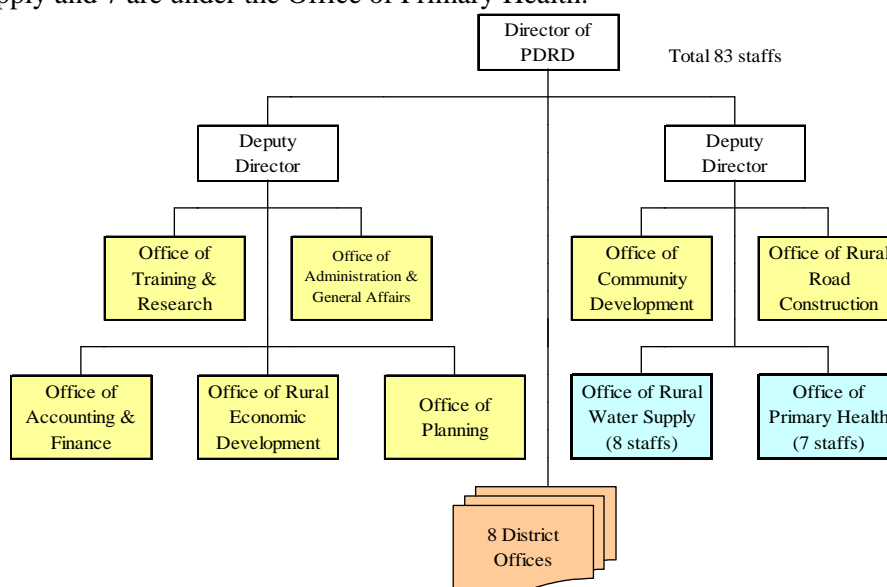 pply and 7 are under the Office of Primary Health.
Director of
PDRD
Total 83 staffs
Deputy
Director
Deputy
Director
Office of
Training &
Research
Office of
Administration &
General Affairs
Office of
Community
Development
Office of Rural
Road
Construction
Office of
Accounting &
Finance
Office of Rural
Economic
Development
Office of
Planning
Office of Rural
Water Supply
(8 staffs)
Office of
Primary Health
(7 staffs)
8 District
Offices